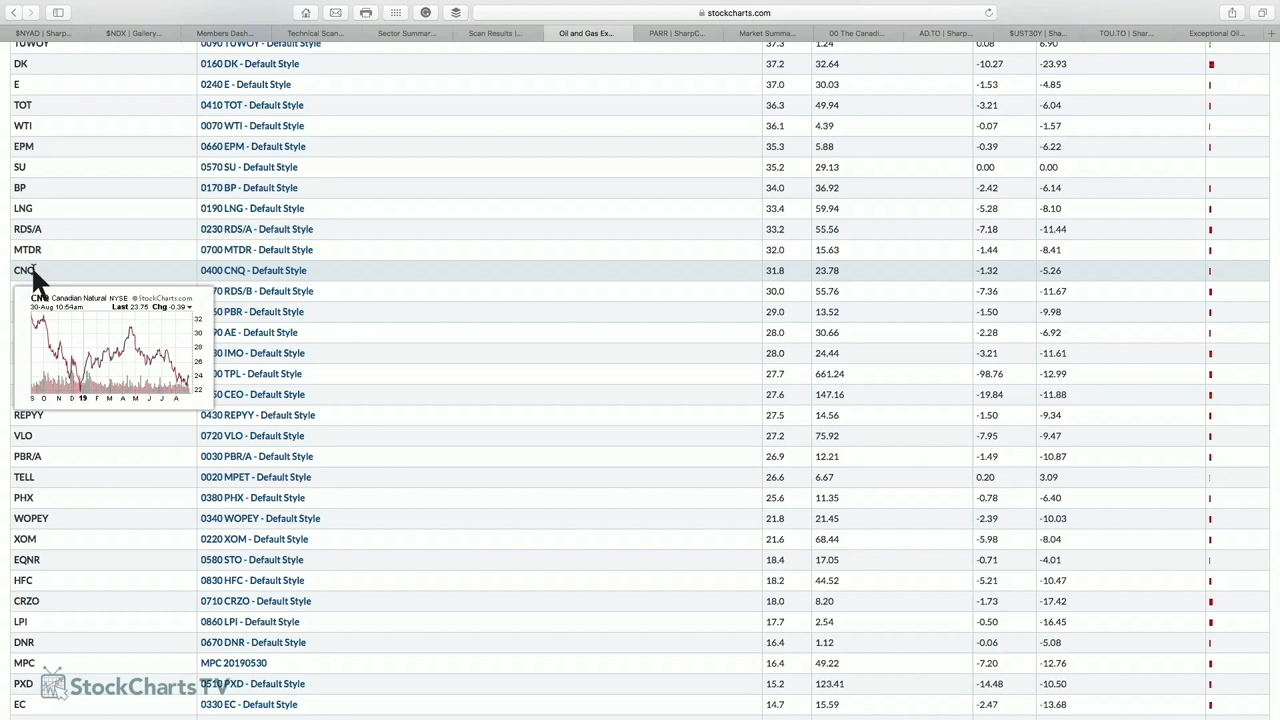 stockcharts.com
$NYAD | Sharp... $NDX | Gallery... Members Dash... Technical Scan... Sector Summar... Scan Results |... Oil and Gas Ex... PARR | SharpC... Market Summa... 00 The Canadi... AD.TO | Sharp... $UST30Y | Sha... TOU.TO | Shar... Exceptional Oil...
TUWOY 0090 TUWOY - Default Style 37.3 1.24 0.08 6.90
DK 0160 DK - Default Style 37.2 32.64 -10.27 -23.93
E 0240 E - Default Style 37.0 30.03 -1.53 -4.85
TOT 0410 TOT - Default Style 36.3 49.94 -3.21 -6.04
WTI 0070 WTI - Default Style 36.1 4.39 -0.07 -1.57
EPM 0660 EPM - Default Style 35.3 5.88 -0.39 -6.22
SU 0570 SU - Default Style 35.2 29.13 0.00 0.00
BP 0170 BP - Default Style 34.0 36.92 -2.42 -6.14
LNG 0190 LNG - Default Style 33.4 59.94 -5.28 -8.10
RDS/A 0230 RDS/A - Default Style 33.2 55.56 -7.18 -11.44
MTDR 0700 MTDR - Default Style 32.0 15.63 -1.44 -8.41
CNQ 0400 CNQ - Default Style 31.8 23.78 -1.32 -5.26
70 RDS/B - Default Style 30.0 55.76 -7.36 -11.67
CNQ Canadian Natural NYSE © StockCharts.com
30-Aug 10:54am Last 23.75 Chg -0.39
32
30
28
26
24
22
S O N D 19 F M A M J J A
60 PBR - Default Style 29.0 13.52 -1.50 -9.98
90 AE - Default Style 28.0 30.66 -2.28 -6.92
30 IMO - Default Style 28.0 24.44 -3.21 -11.61
00 TPL - Default Style 27.7 661.24 -98.76 -12.99
50 CEO - Default Style 27.6 147.16 -19.84 -11.88
REPYY 0430 REPYY - Default Style 27.5 14.56 -1.50 -9.34
VLO 0720 VLO - Default Style 27.2 75.92 -7.95 -9.47
PBR/A 0030 PBR/A - Default Style 26.9 12.21 -1.49 -10.87
TELL 0020 MPET - Default Style 26.6 6.67 0.20 3.09
PHX 0380 PHX - Default Style 25.6 11.35 -0.78 -6.40
WOPEY 0340 WOPEY - Default Style 21.8 21.45 -2.39 -10.03
XOM 0220 XOM - Default Style 21.6 68.44 -5.98 -8.04
EQNR 0580 STO - Default Style 18.4 17.05 -0.71 -4.01
HFC 0830 HFC - Default Style 18.2 44.52 -5.21 -10.47
CRZO 0710 CRZO - Default Style 18.0 8.20 -1.73 -17.42
LPI 0860 LPI - Default Style 17.7 2.54 -0.50 -16.45
DNR 0670 DNR - Default Style 16.4 1.12 -0.06 -5.08
MPC MPC 20190530 16.4 49.22 -7.20 -12.76
PXD 0510 PXD - Default Style 15.2 123.41 -14.48 -10.50
StockCharts TV
EC 0330 EC - Default Style 14.7 15.59 -2.47 -13.68